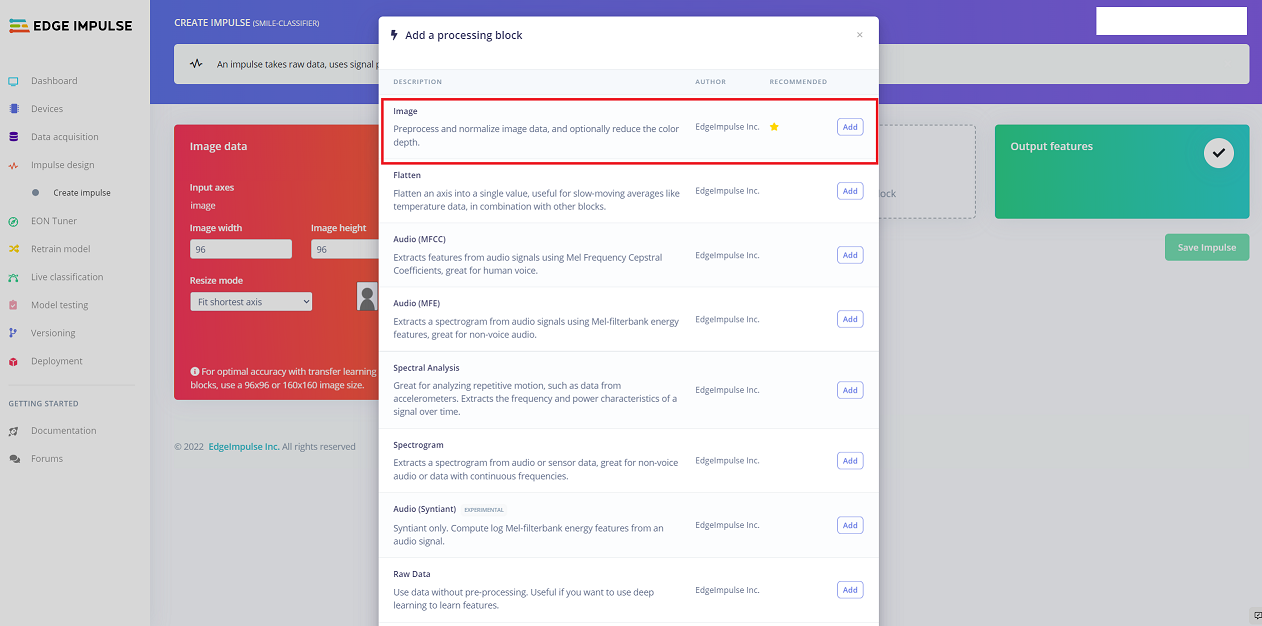 EDGE IMPULSE
Dashboard
Devices
Data acquisition
Impulse design
Create impulse
EON Tuner
Retrain model
Live classification
Model testing
Versioning
Deployment
GETTING STARTED
Documentation
Forums
CREATE IMPULSE (SMILE-CLASSIFIER)
An impulse takes raw data, uses signal p
Image data
Input axes
image
Image width
Image height
96
96
Resize mode
Fit shortest axis
For optimal accuracy with transfer learning
blocks, use a 96x96 or 160x160 image size.
© 2022 EdgeImpulse Inc. All rights reserved
Add a processing block
×
DESCRIPTION
AUTHOR
RECOMMENDED
Image
Preprocess and normalize image data, and optionally reduce the color
depth.
EdgeImpulse Inc.
Add
Flatten
Flatten an axis into a single value, useful for slow-moving averages like
temperature data, in combination with other blocks.
EdgeImpulse Inc.
Add
Audio (MFCC)
Extracts features from audio signals using Mel Frequency Cepstral
Coefficients, great for human voice.
EdgeImpulse Inc.
Add
Audio (MFE)
Extracts a spectrogram from audio signals using Mel-filterbank energy
features, great for non-voice audio.
EdgeImpulse Inc.
Add
Spectral Analysis
Great for analyzing repetitive motion, such as data from
accelerometers. Extracts the frequency and power characteristics of a
signal over time.
EdgeImpulse Inc.
Add
Spectrogram
Extracts a spectrogram from audio or sensor data, great for non-voice
audio or data with continuous frequencies.
EdgeImpulse Inc.
Add
Audio (Syntiant) EXPERIMENTAL
Syntiant only. Compute log Mel-filterbank energy features from an
audio signal.
EdgeImpulse Inc.
Add
Raw Data
Use data without pre-processing. Useful if you want to use deep
learning to learn features.
EdgeImpulse Inc.
Add
ock
Output features
Save Impulse